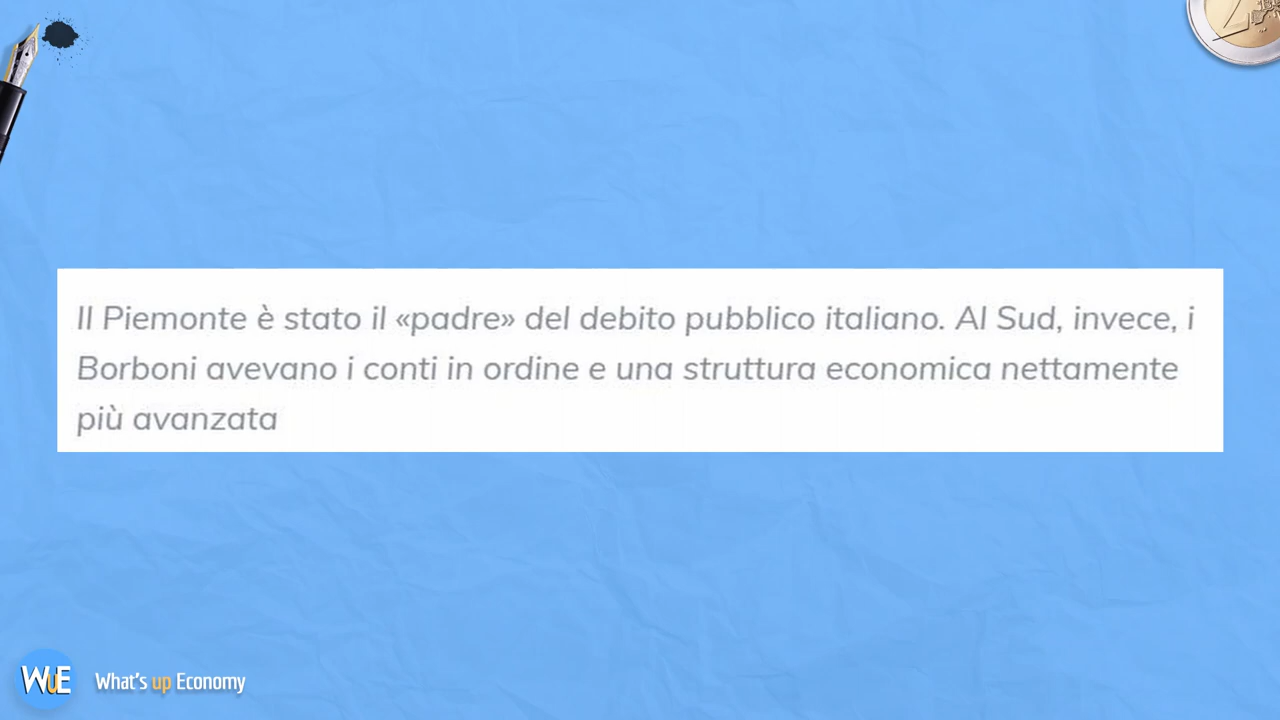 Il Piemonte è stato il «padre» del debito pubblico italiano. Al Sud, invece, i
Borboni avevano i conti in ordine e una struttura economica nettamente
più avanzata
WuE What's up Economy